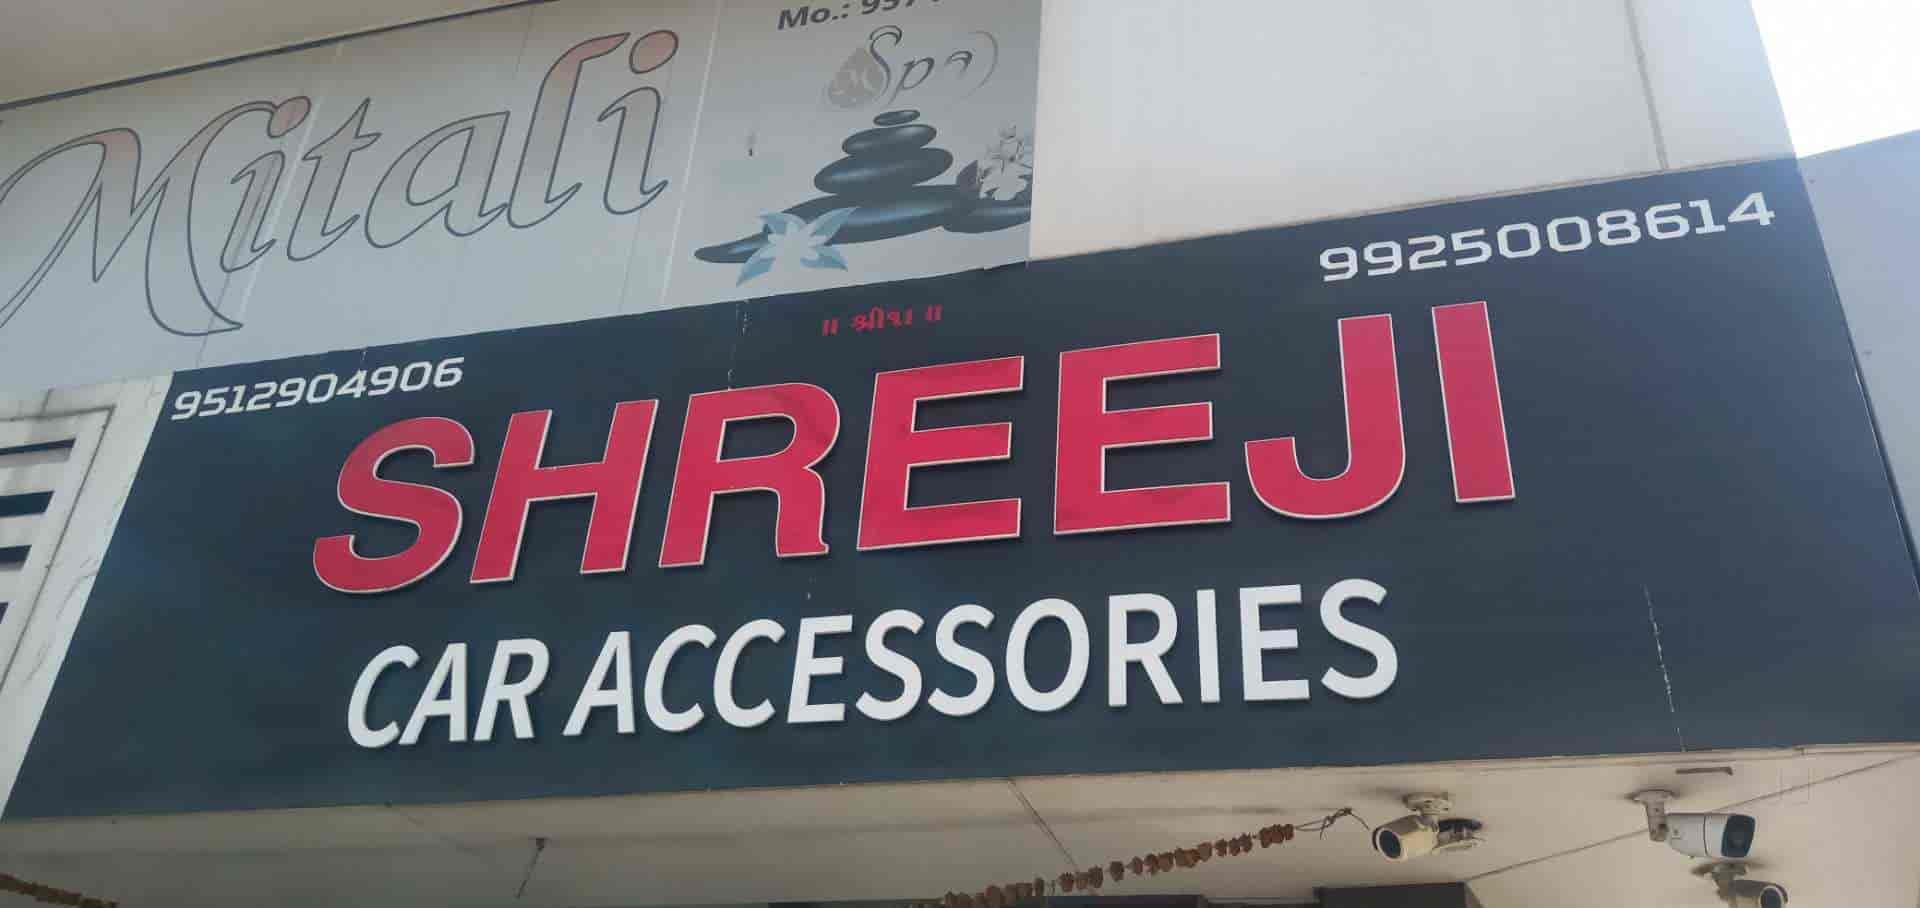 Mo.:
Mitali
Spa
9925008614
॥ શ્રીજી ॥
9512904906
SHREEJI
CAR ACCESSORIES